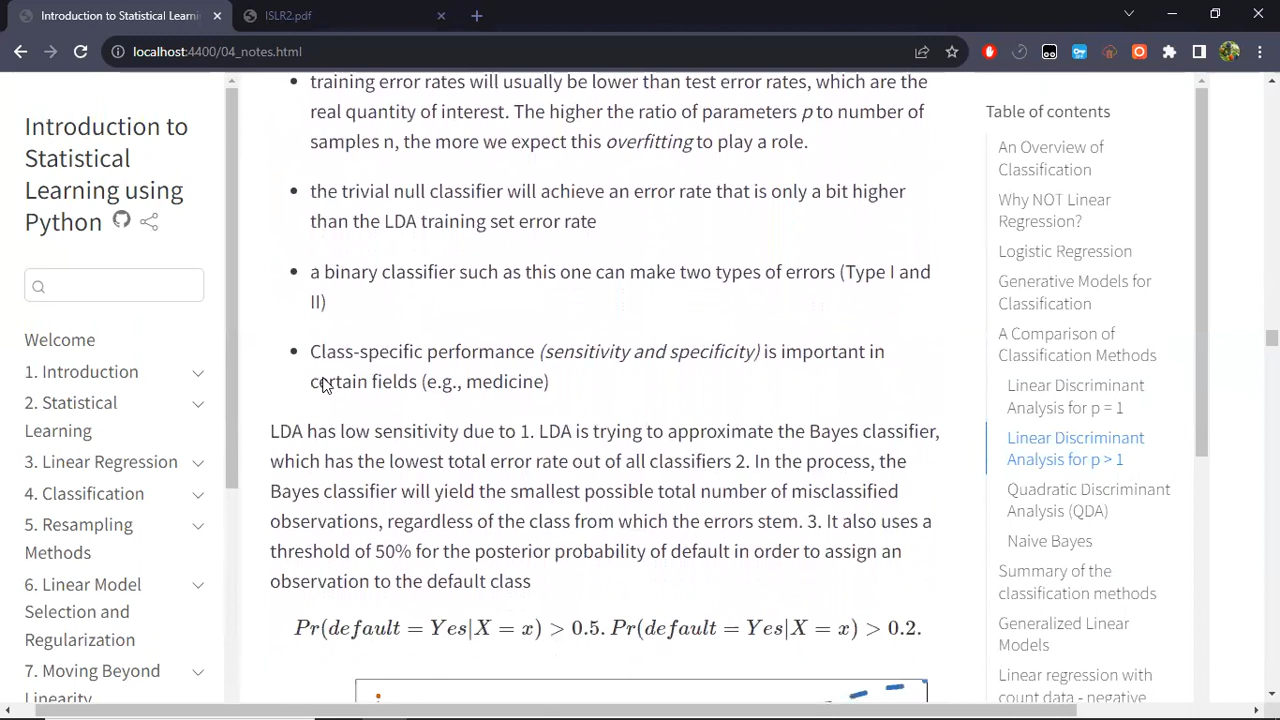 Introduction to Statistical Learni
ISLR2.pdf
localhost:4400/04_notes.html
Introduction to
Statistical
Learning using
Python
Welcome
1. Introduction
2. Statistical
Learning
3. Linear Regression
4. Classification
5. Resampling
Methods
6. Linear Model
Selection and
Regularization
7. Moving Beyond
Linearity
training error rates will usually be lower than test error rates, which are the
real quantity of interest. The higher the ratio of parameters p to number of
samples n, the more we expect this overfitting to play a role.
• the trivial null classifier will achieve an error rate that is only a bit higher
than the LDA training set error rate
• a binary classifier such as this one can make two types of errors (Type I and
II)
• Class-specific performance (sensitivity and specificity) is important in
certain fields (e.g., medicine)
LDA has low sensitivity due to 1. LDA is trying to approximate the Bayes classifier,
which has the lowest total error rate out of all classifiers 2. In the process, the
Bayes classifier will yield the smallest possible total number of misclassified
observations, regardless of the class from which the errors stem. 3. It also uses a
threshold of 50% for the posterior probability of default in order to assign an
observation to the default class
Pr(default = Yes|X = x) > 0.5. Pr(default = Yes|X = x) > 0.2.
Table of contents
An Overview of
Classification
Why NOT Linear
Regression?
Logistic Regression
Generative Models for
Classification
A Comparison of
Classification Methods
Linear Discriminant
Analysis for p = 1
Linear Discriminant
Analysis for p > 1
Quadratic Discriminant
Analysis (QDA)
Naive Bayes
Summary of the
classification methods
Generalized Linear
Models
Linear regression with
count data - negative